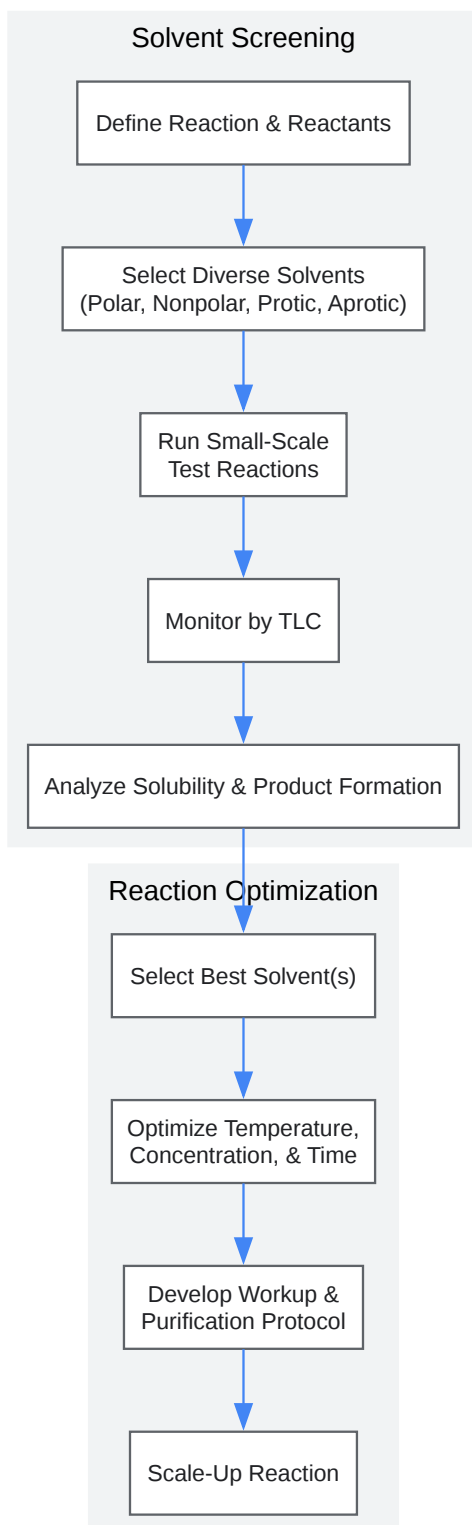 Solvent Screening
Define Reaction & Reactants
Select Diverse Solvents
(Polar, Nonpolar, Protic, Aprotic)
Run Small-Scale
Test Reactions
Monitor by TLC
Analyze Solubility & Product Formation
Reaction Optimization
Select Best Solvent(s)
Optimize Temperature,
Concentration, & Time
Develop Workup &
Purification Protocol
Scale-Up Reaction